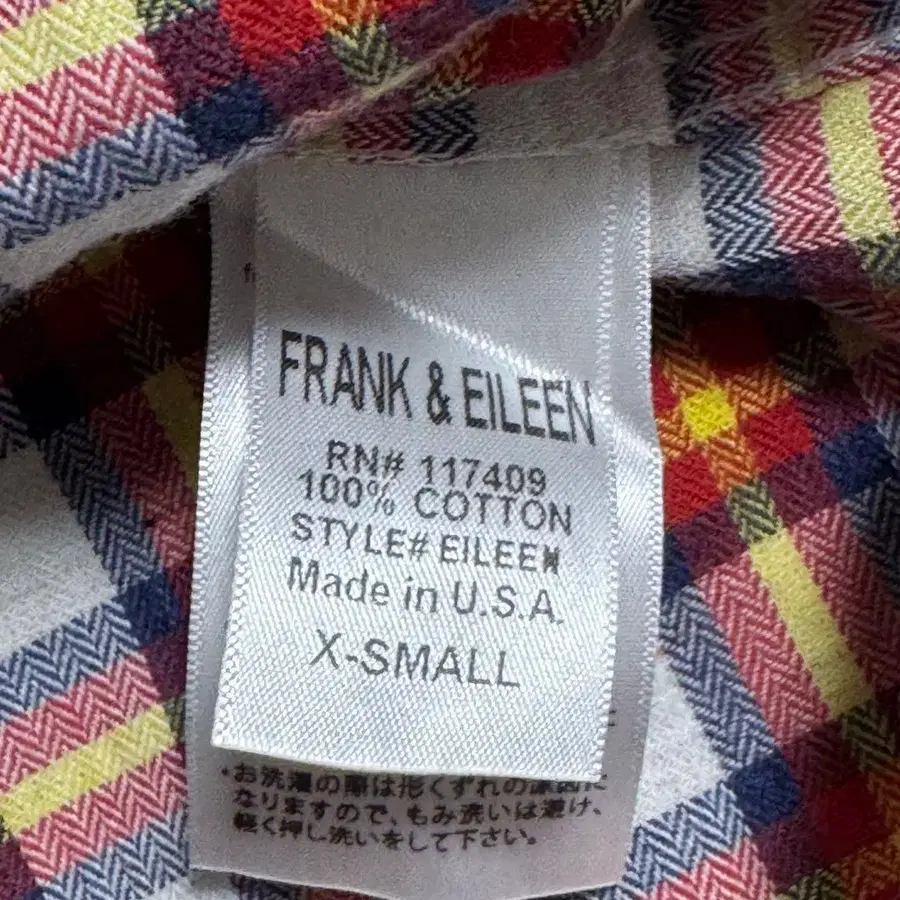 FRANK & EILEEN
RN# 117409
100% COTTON
STYLE# EILEEN
Made in U.S.A.
X-SMALL
・お洗濯の際は形くずれの原因に
なりますので、もみ洗いは避け、
軽く押し洗いをして下さい。